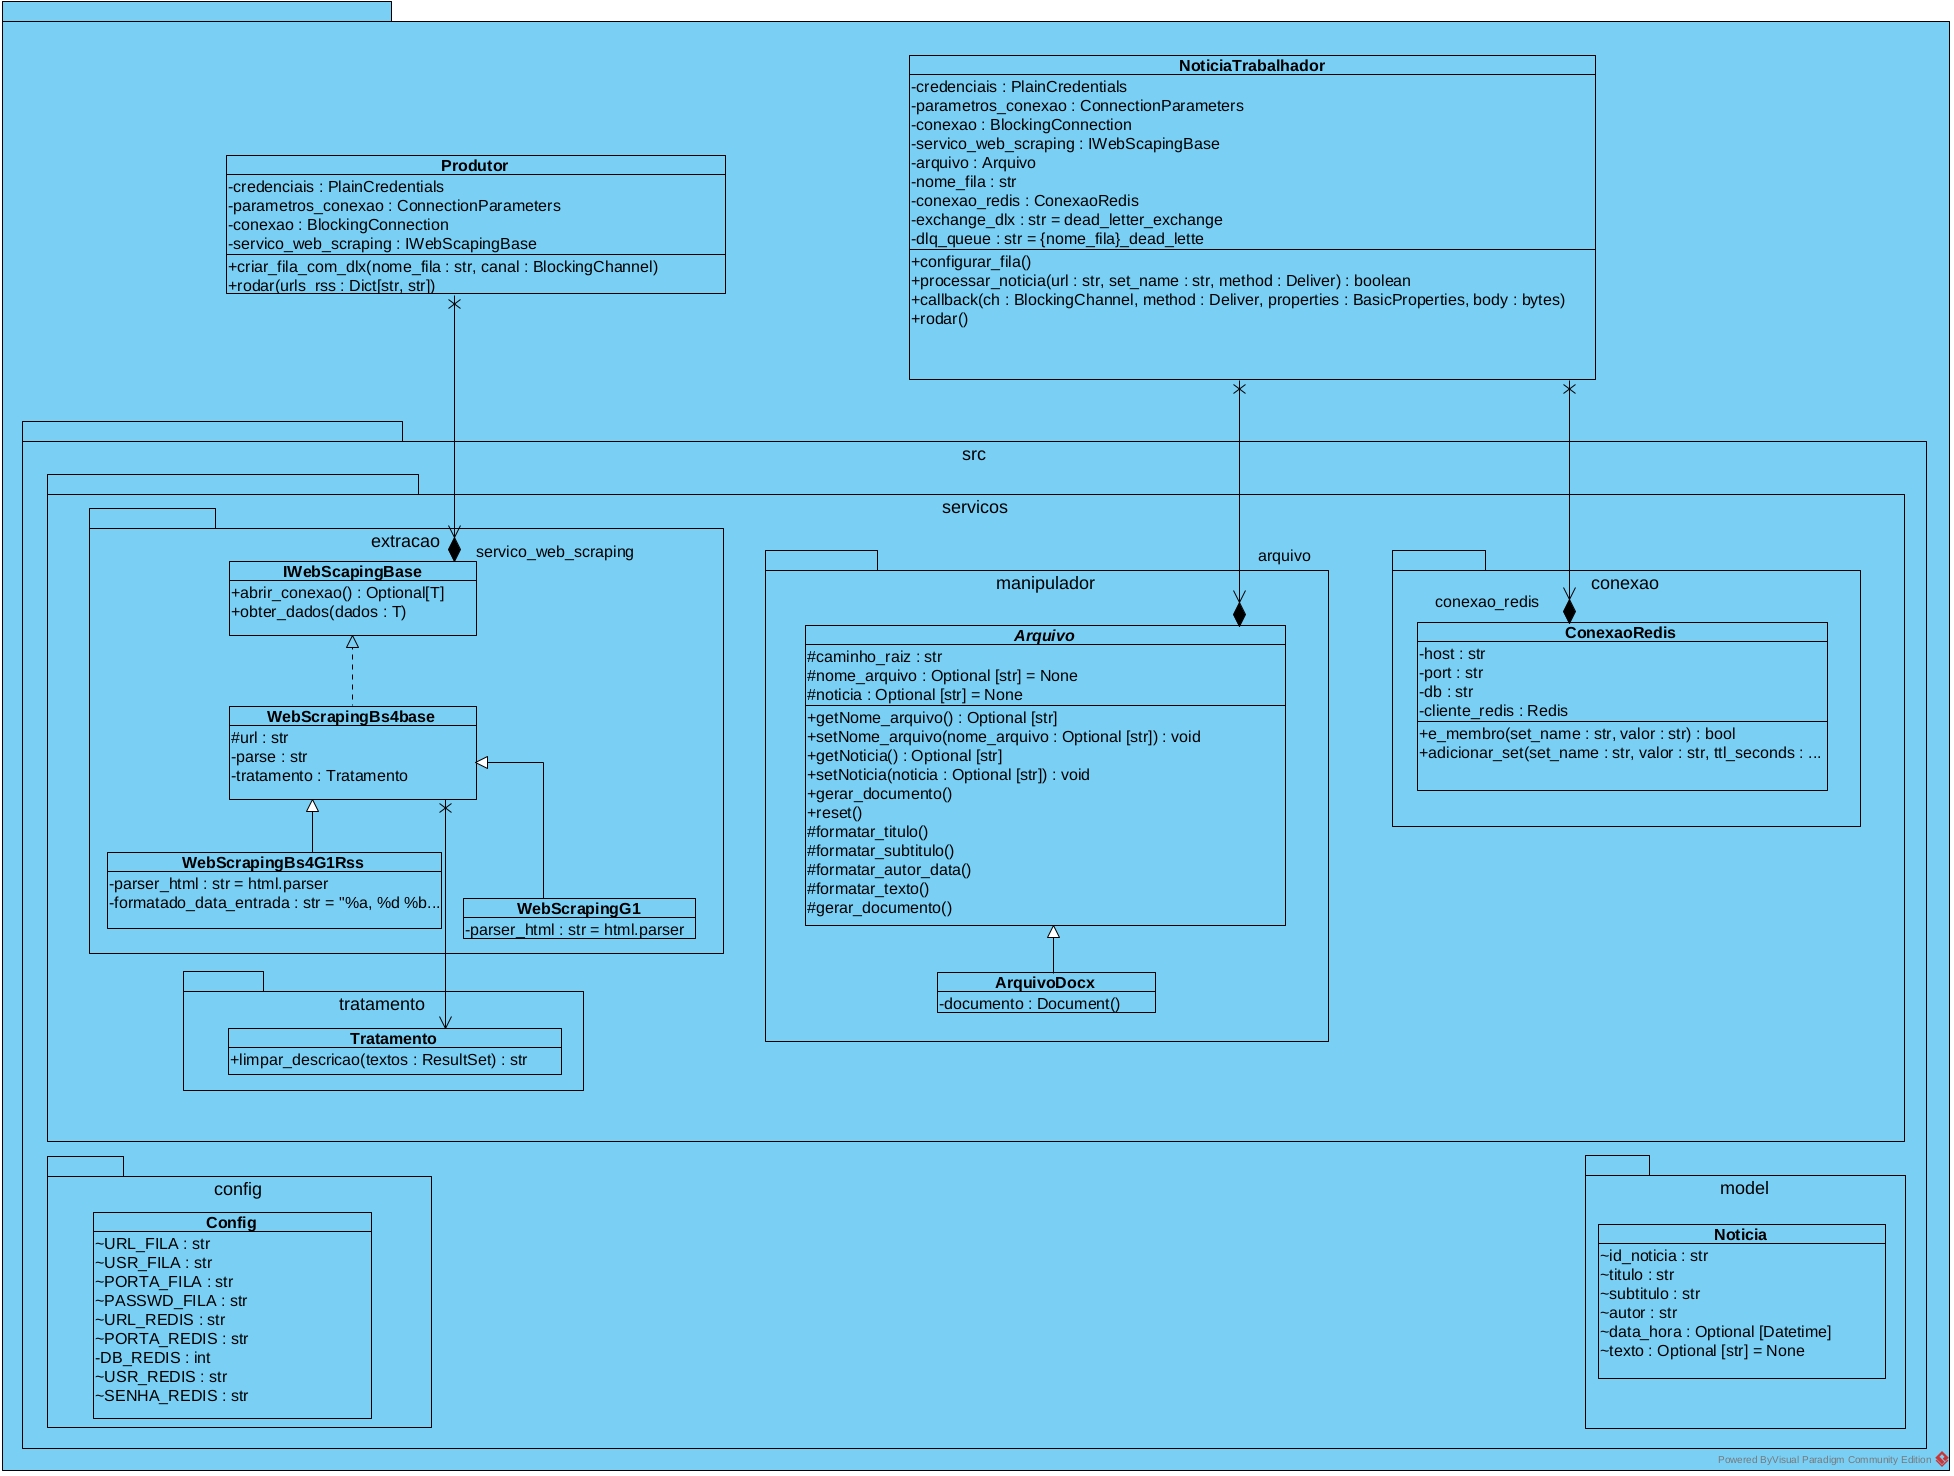 NoticiaTrabalhador
-credenciais : PlainCredentials
-parametros_conexao : ConnectionParameters
-conexao : BlockingConnection
-servico_web_scraping : IWebScapingBase
-arquivo : Arquivo
-nome_fila : str
-conexao_redis : ConexaoRedis
-exchange_dlx : str = dead_letter_exchange
-dlq_queue : str = {nome_fila}_dead_lette
+configurar_fila()
+processar_noticia(url : str, set_name : str, method : Deliver) : boolean
+callback(ch : BlockingChannel, method : Deliver, properties : BasicProperties, body : bytes)
+rodar()
Produtor
-credenciais : PlainCredentials
-parametros_conexao : ConnectionParameters
-conexao : BlockingConnection
-servico_web_scraping : IWebScapingBase
+criar_fila_com_dlx(nome_fila : str, canal : BlockingChannel)
+rodar(urls_rss : Dict[str, str])
src
servicos
extracao
servico_web_scraping
IWebScapingBase
+abrir_conexao() : Optional[T]
+obter_dados(dados : T)
WebScrapingBs4base
#url : str
-parse : str
-tratamento : Tratamento
WebScrapingBs4G1Rss
-parser_html : str = html.parser
-formatado_data_entrada : str = "%a, %d %b...
WebScrapingG1
-parser_html : str = html.parser
tratamento
Tratamento
+limpar_descricao(textos : ResultSet) : str
arquivo
manipulador
Arquivo
#caminho_raiz : str
#nome_arquivo : Optional [str] = None
#noticia : Optional [str] = None
+getNome_arquivo() : Optional [str]
+setNome_arquivo(nome_arquivo : Optional [str]) : void
+getNoticia() : Optional [str]
+setNoticia(noticia : Optional [str]) : void
+gerar_documento()
+reset()
#formatar_titulo()
#formatar_subtitulo()
#formatar_autor_data()
#formatar_texto()
#gerar_documento()
ArquivoDocx
-documento : Document()
conexao
conexao_redis
ConexaoRedis
-host : str
-port : str
-db : str
-cliente_redis : Redis
+e_membro(set_name : str, valor : str) : bool
+adicionar_set(set_name : str, valor : str, ttl_seconds : ...
config
Config
~URL_FILA : str
~USR_FILA : str
~PORTA_FILA : str
~PASSWD_FILA : str
~URL_REDIS : str
~PORTA_REDIS : str
-DB_REDIS : int
~USR_REDIS : str
~SENHA_REDIS : str
model
Noticia
~id_noticia : str
~titulo : str
~subtitulo : str
~autor : str
~data_hora : Optional [Datetime]
~texto : Optional [str] = None
Powered ByVisual Paradigm Community Edition